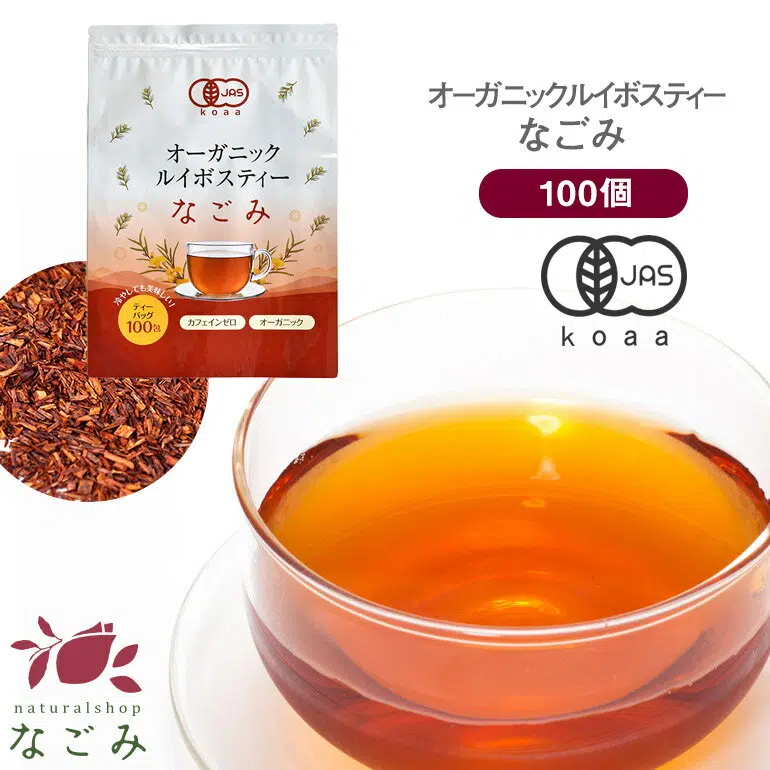 JAS
koaa
オーガニック
ルイボスティー
なごみ
冷やしても美味しい!
ティー
バッグ
100包
カフェインゼロ
オーガニック
オーガニックルイボスティー
なごみ
100個
JAS
koaa
naturalshop
なごみ